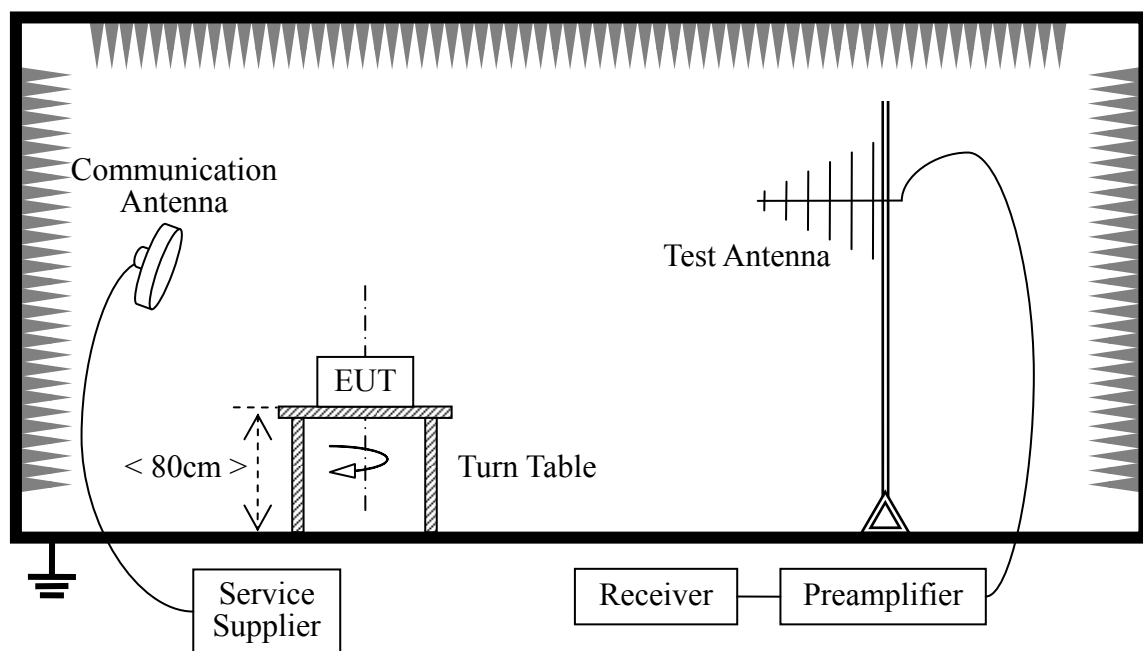 Communication
Antenna
Test Antenna
EUT
< 80cm >
Turn Table
Service
Supplier
Receiver
Preamplifier